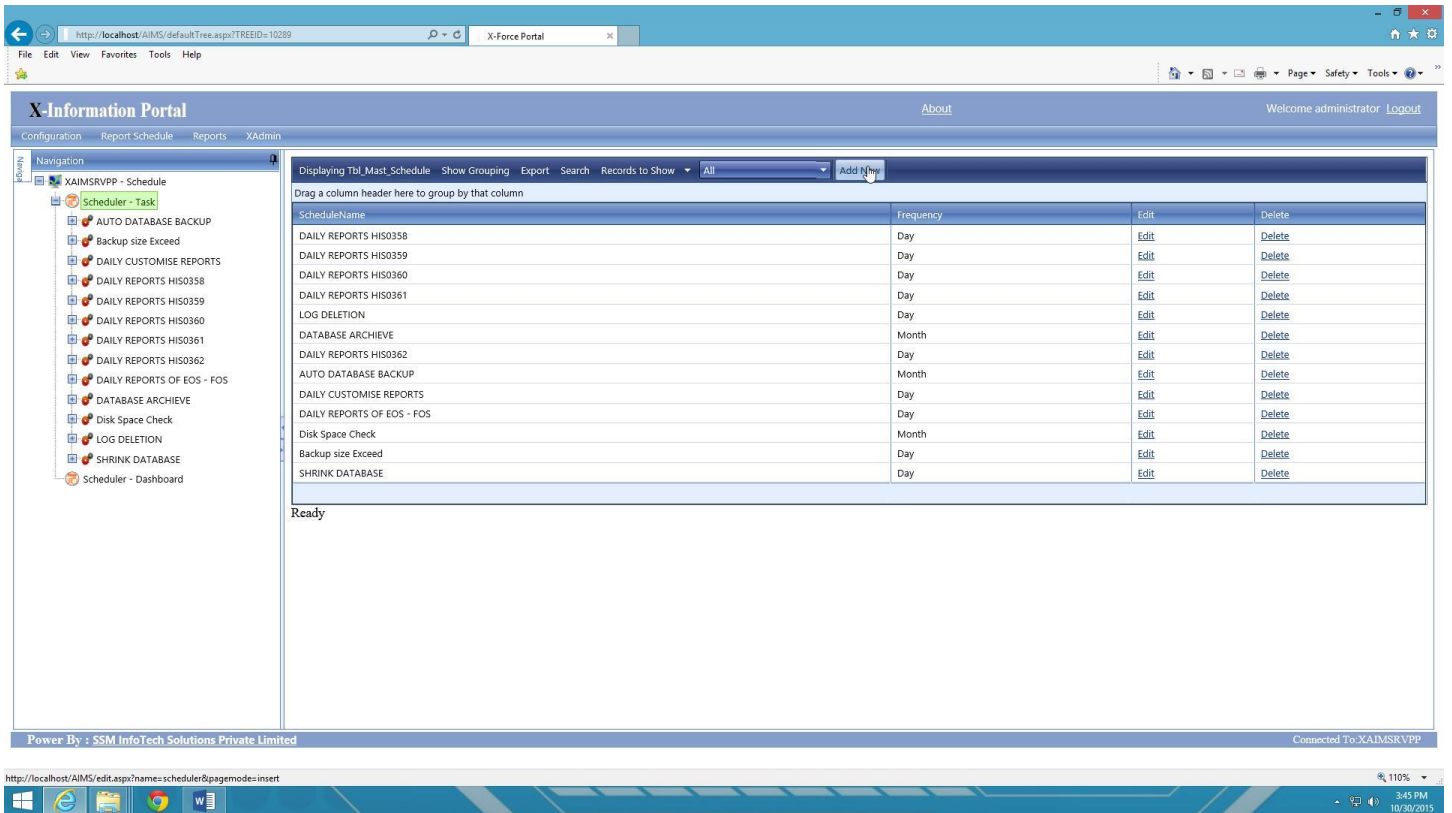 http://localhost/AIMS/defaultTree.aspx?TREEID=10289
X-Force Portal
File Edit View Favorites Tools Help
Page Safety Tools
X-Information Portal
About
Welcome administrator Logout
Configuration Report Schedule Reports XAdmin
Naviga
Navigation
XAIMSRVPP - Schedule
Scheduler - Task
AUTO DATABASE BACKUP
Backup size Exceed
DAILY CUSTOMISE REPORTS
DAILY REPORTS HIS0358
DAILY REPORTS HIS0359
DAILY REPORTS HIS0360
DAILY REPORTS HIS0361
DAILY REPORTS HIS0362
DAILY REPORTS OF EOS - FOS
DATABASE ARCHIEVE
Disk Space Check
LOG DELETION
SHRINK DATABASE
Scheduler - Dashboard
Displaying Tbl_Mast_Schedule Show Grouping Export Search Records to Show All Add New
Drag a column header here to group by that column
ScheduleName Frequency Edit Delete
DAILY REPORTS HIS0358 Day Edit Delete
DAILY REPORTS HIS0359 Day Edit Delete
DAILY REPORTS HIS0360 Day Edit Delete
DAILY REPORTS HIS0361 Day Edit Delete
LOG DELETION Day Edit Delete
DATABASE ARCHIEVE Month Edit Delete
DAILY REPORTS HIS0362 Day Edit Delete
AUTO DATABASE BACKUP Month Edit Delete
DAILY CUSTOMISE REPORTS Day Edit Delete
DAILY REPORTS OF EOS - FOS Day Edit Delete
Disk Space Check Month Edit Delete
Backup size Exceed Day Edit Delete
SHRINK DATABASE Day Edit Delete
Ready
Power By : SSM InfoTech Solutions Private Limited
Connected To:XAIMSRVPP
http://localhost/AIMS/edit.aspx?name=scheduler&pagemode=insert
110%
3:45 PM
10/30/2015